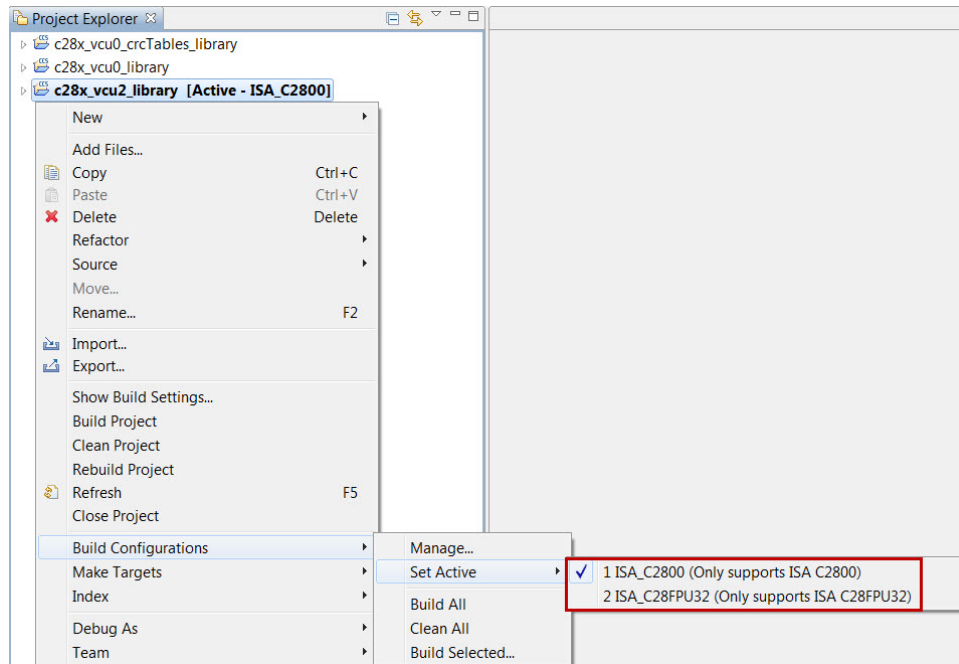 Project Explorer
c28x_vcu0_crcTables_library
c28x_vcu0_library
c28x_vcu2_library [Active - ISA_C2800]
New
Add Files...
Copy Ctrl+C
Paste Ctrl+V
Delete Delete
Refactor
Source
Move...
Rename... F2
Import...
Export...
Show Build Settings...
Build Project
Clean Project
Rebuild Project
Refresh F5
Close Project
Build Configurations
Make Targets
Index
Debug As
Team
Manage...
Set Active
Build All
Clean All
Build Selected...
1 ISA_C2800 (Only supports ISA C2800)
2 ISA_C28FPU32 (Only supports ISA C28FPU32)